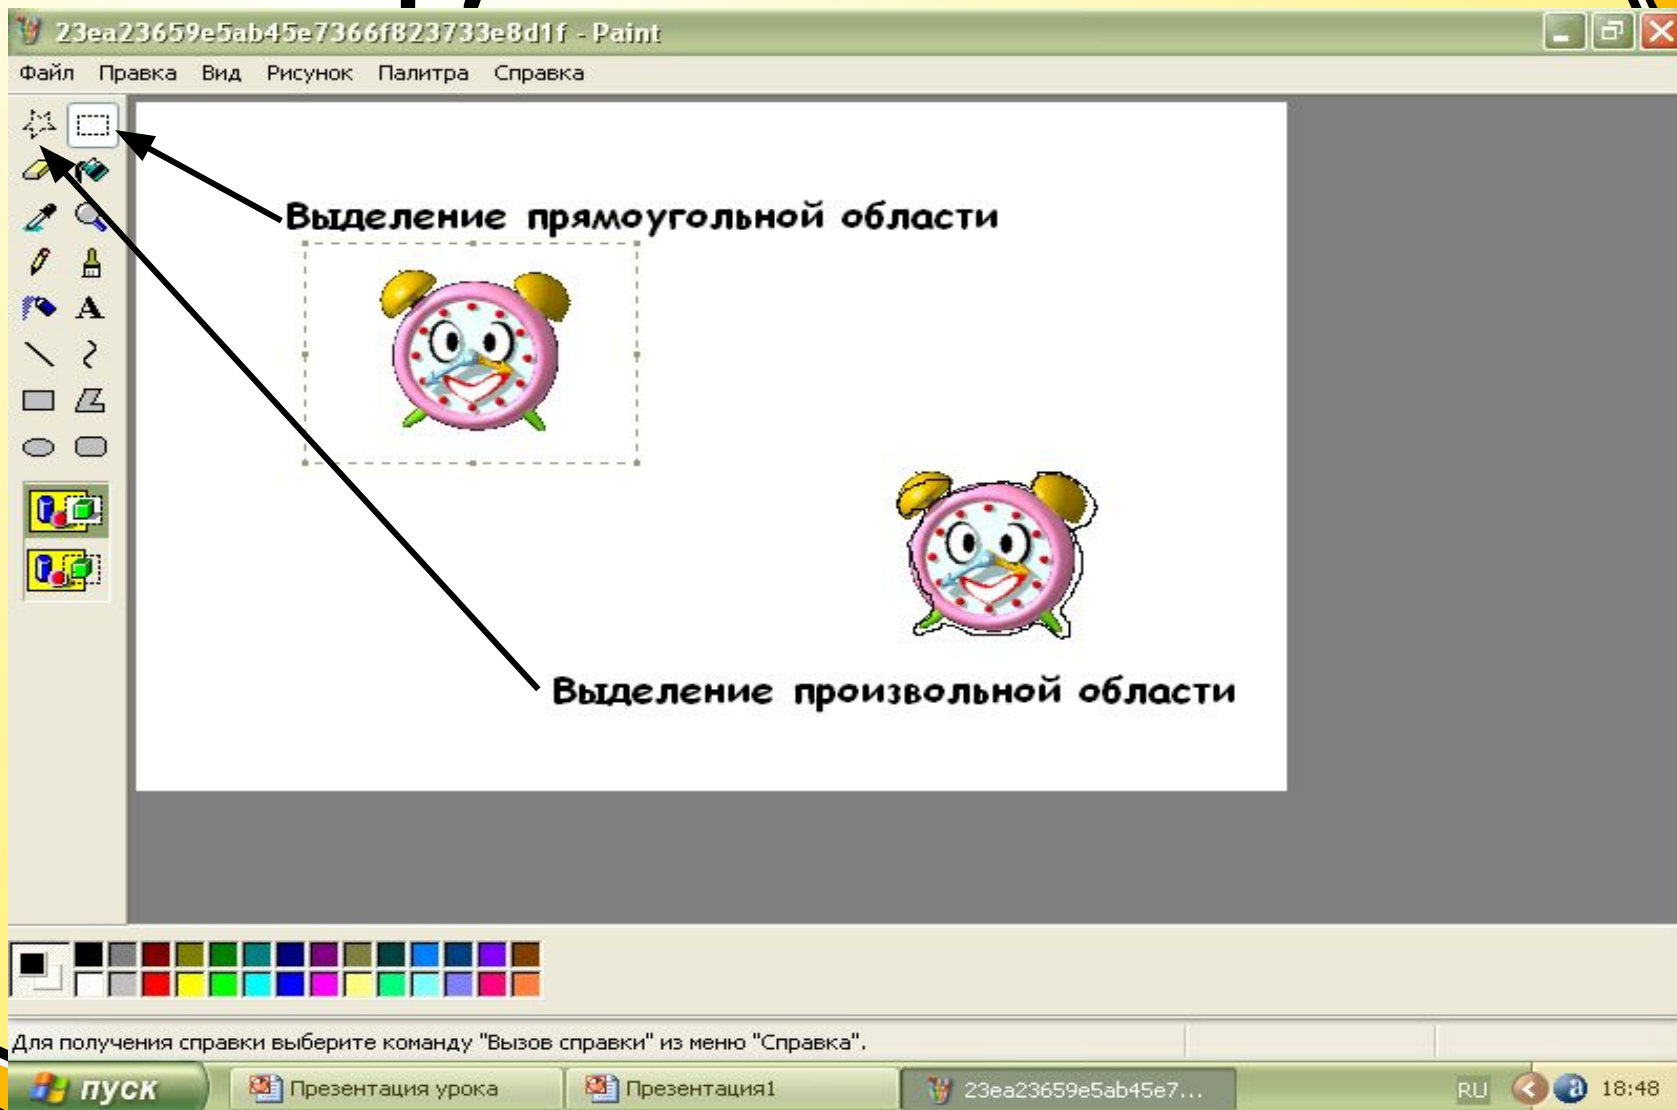 23ea23659e5ab45e7366f823733e8d1f - Paint
Файл Правка Вид Рисунок Палитра Справка
A
Выделение прямоугольной области
Выделение произвольной области
Для получения справки выберите команду "Вызов справки" из меню "Справка".
пуск Презентация урока Презентация1 23ea23659e5ab45e7... RU 18:48